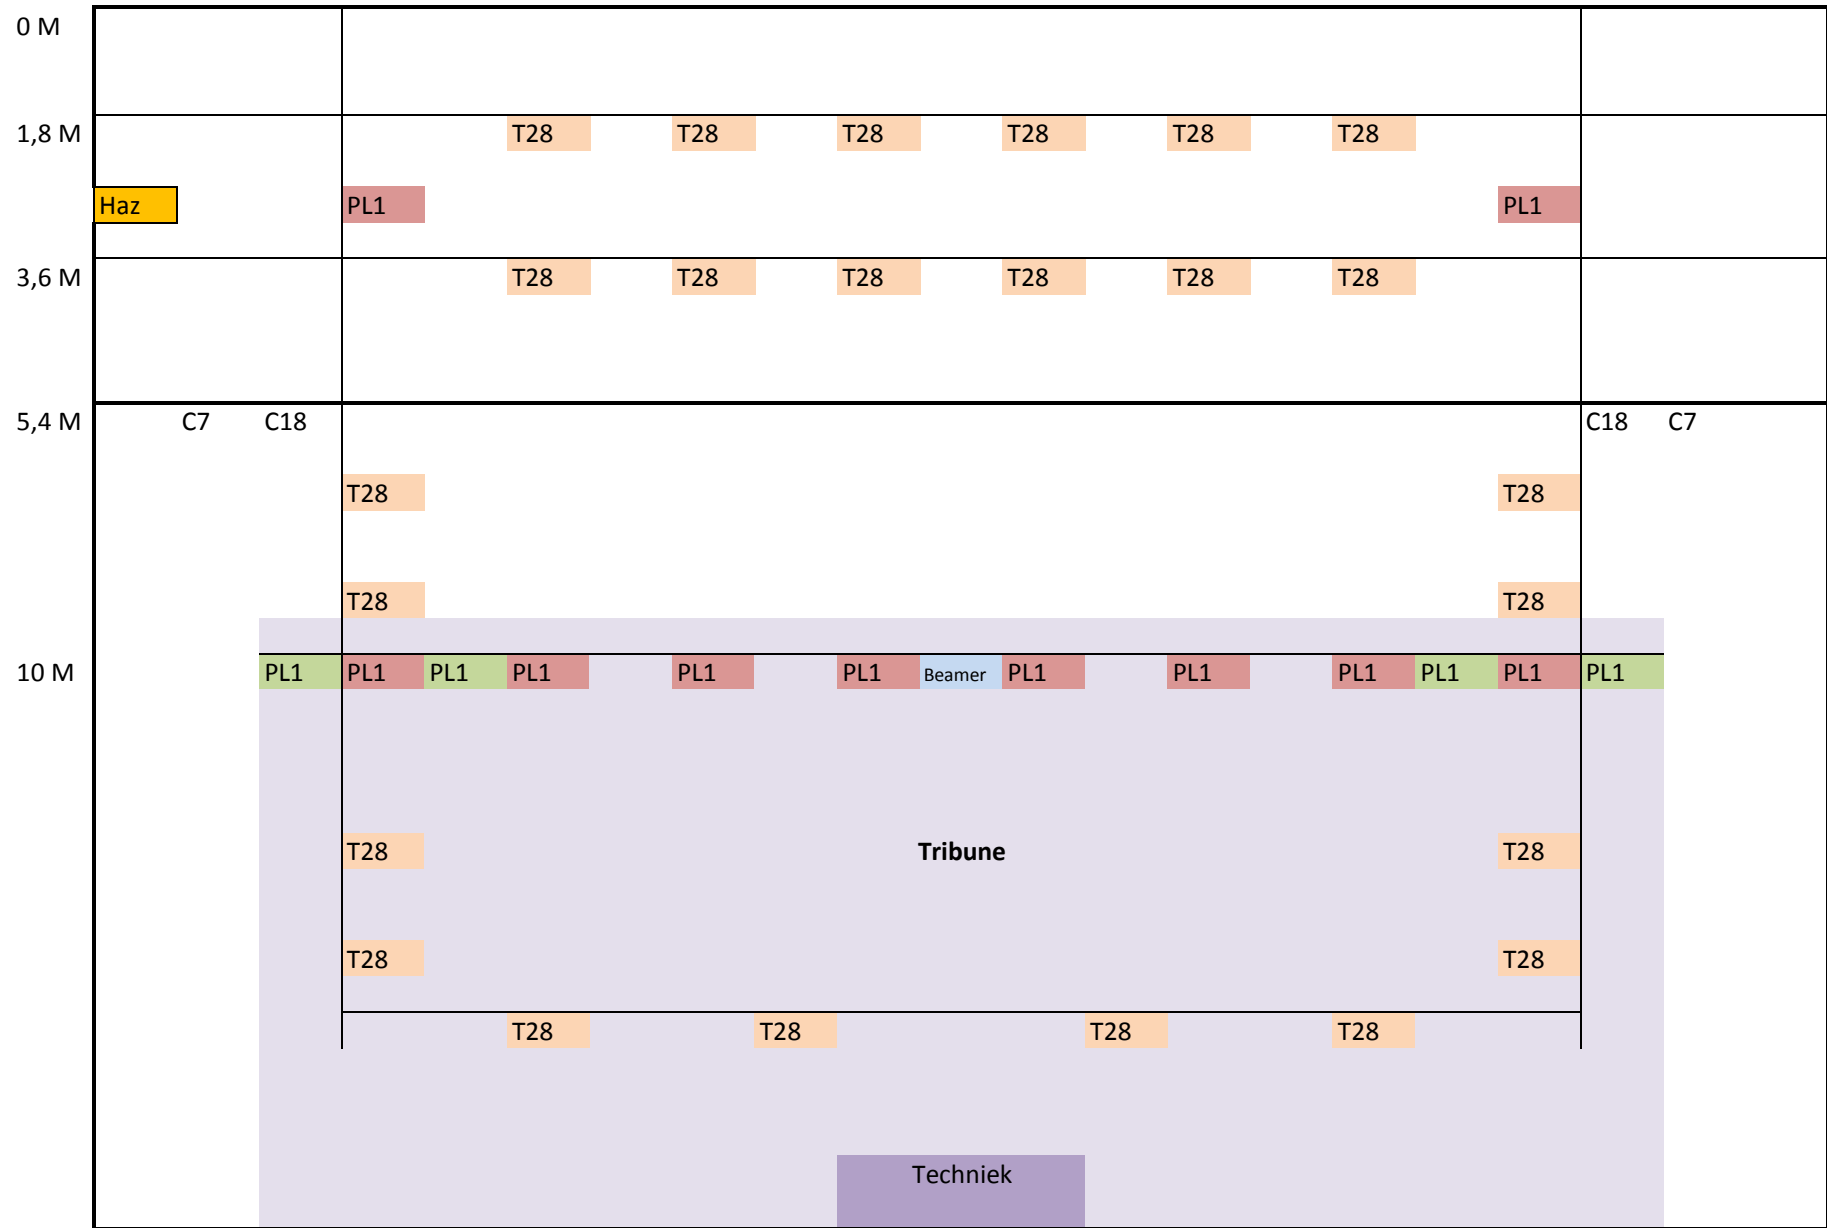 0 M
1,8 M T28 T28 T28 T28 T28 T28
Haz PL1 PL1
3,6 M T28 T28 T28 T28 T28 T28
5,4 M C7 C18 C18 C7
T28 T28
T28 T28
10 M PL1 PL1 PL1 PL1 PL1 PL1 Beamer PL1 PL1 PL1 PL1 PL1 PL1
T28 Tribune T28
T28 T28
T28 T28 T28 T28
Techniek